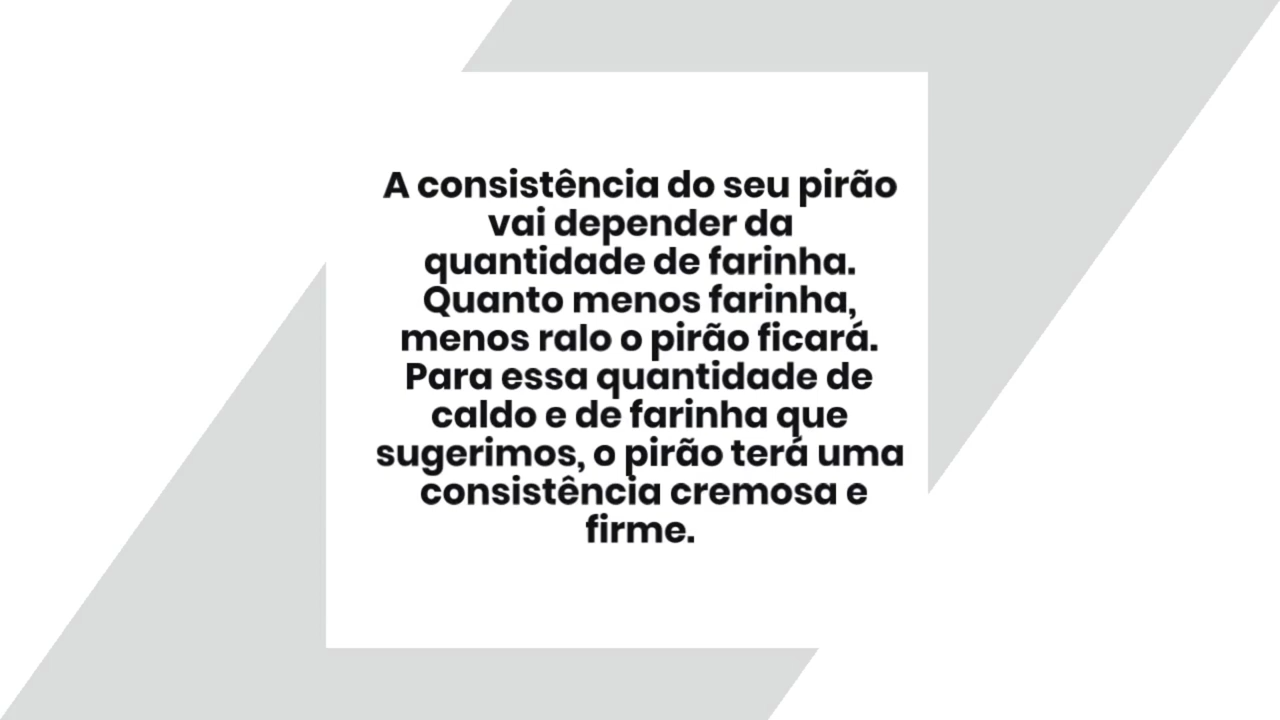 A consistência do seu pirão
vai depender da
quantidade de farinha.
Quanto menos farinha,
menos ralo o pirão ficará.
Para essa quantidade de
caldo e de farinha que
sugerimos, o pirão terá uma
consistência cremosa e
firme.